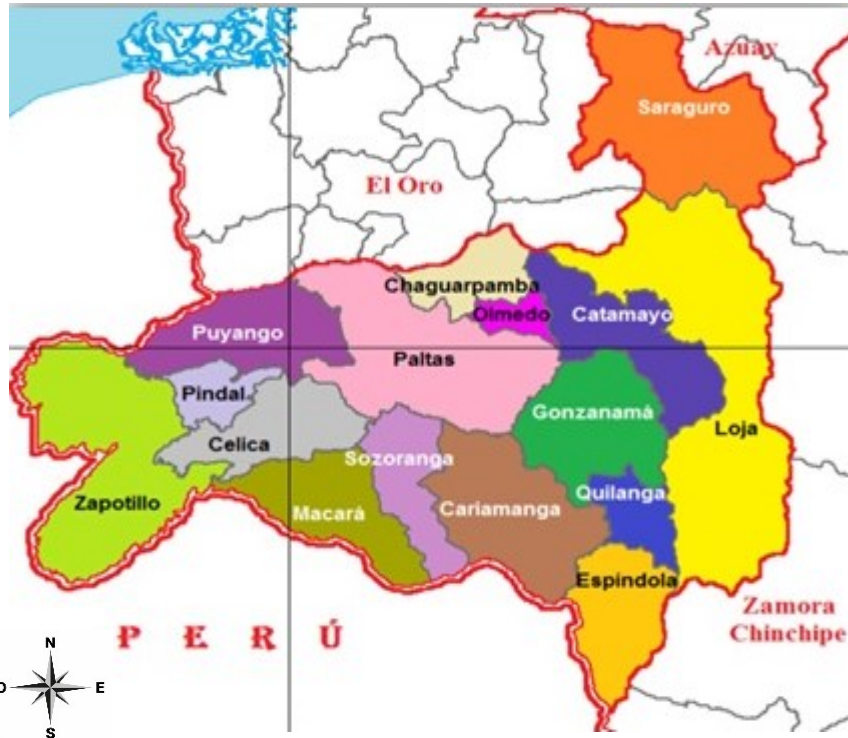 Azuay
Saraguro
El Oro
Chaguarpamba
Olmedo
Catamayo
Puyango
Paltas
Pindal
Gonzanamá
Loja
Celica
Sozoranga
Quilanga
Zapotillo
Macará
Cariamanga
Espíndola
Zamora
Chinchipe
P E R Ú
N
O E
S